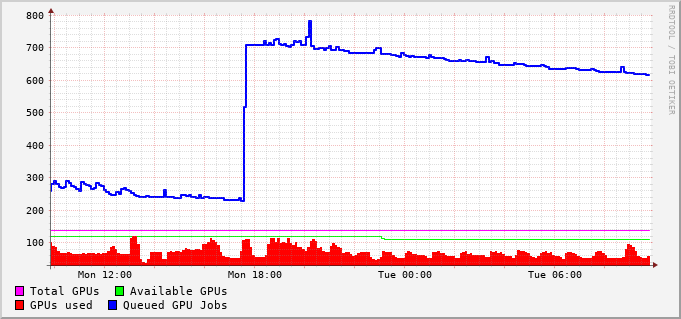 800
700
600
500
400
300
200
100
Mon 12:00 Mon 18:00 Tue 00:00 Tue 06:00
Total GPUs Available GPUs
GPUs used Queued GPU Jobs
RRDTOOL / TOBI OETIKER